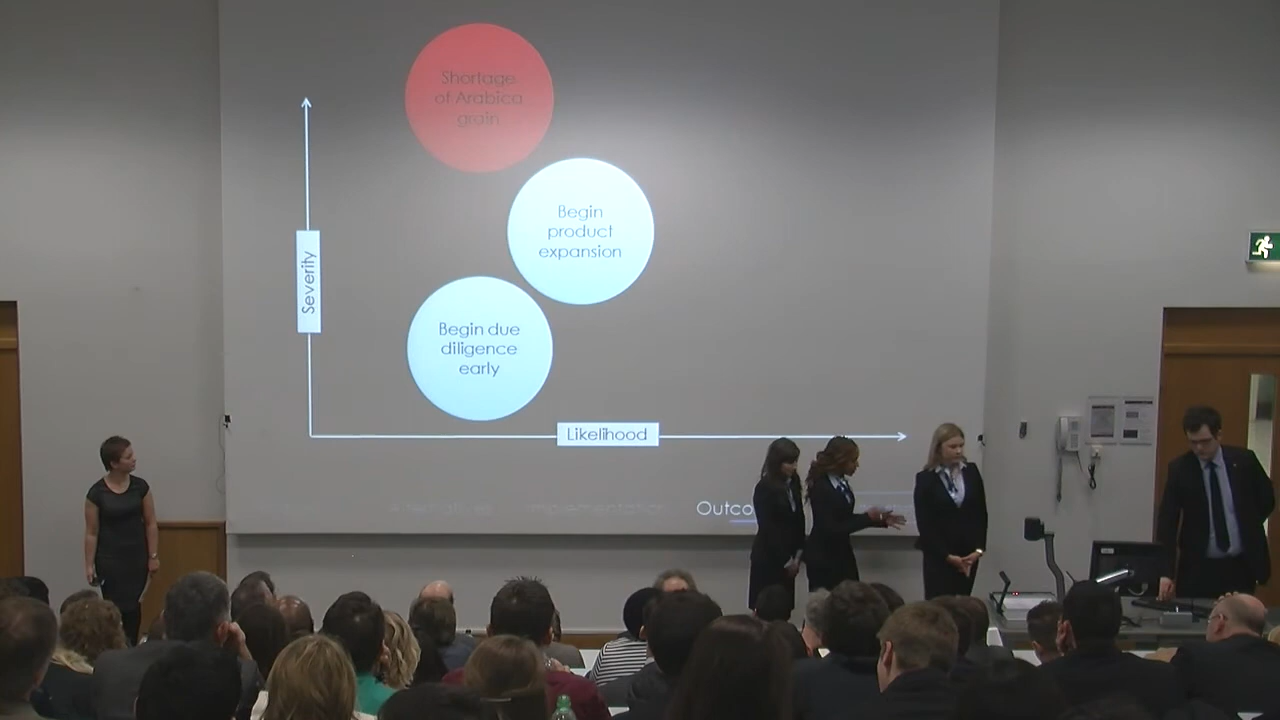 Shortage
of Arabica
grain
Begin
product
expansion
Begin due
diligence
early
Severity
Likelihood
Implementation